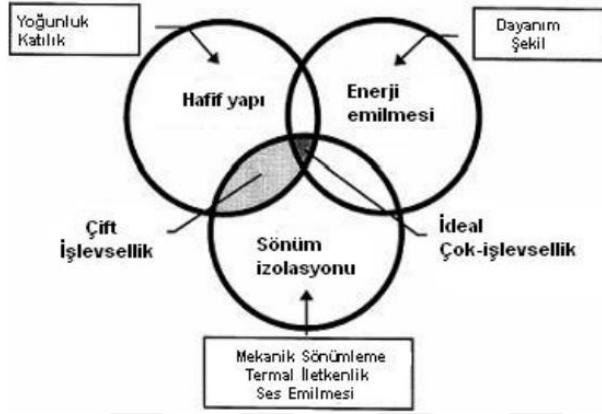 Yoğunluk
Katılık
Dayanım
Şekil
Hafif yapı
Enerji
emilmesi
Çift
İşlevsellik
Sönüm
izolasyonu
İdeal
Çok-işlevsellik
Mekanik Sönümleme
Termal İletkenlik
Ses Emilmesi